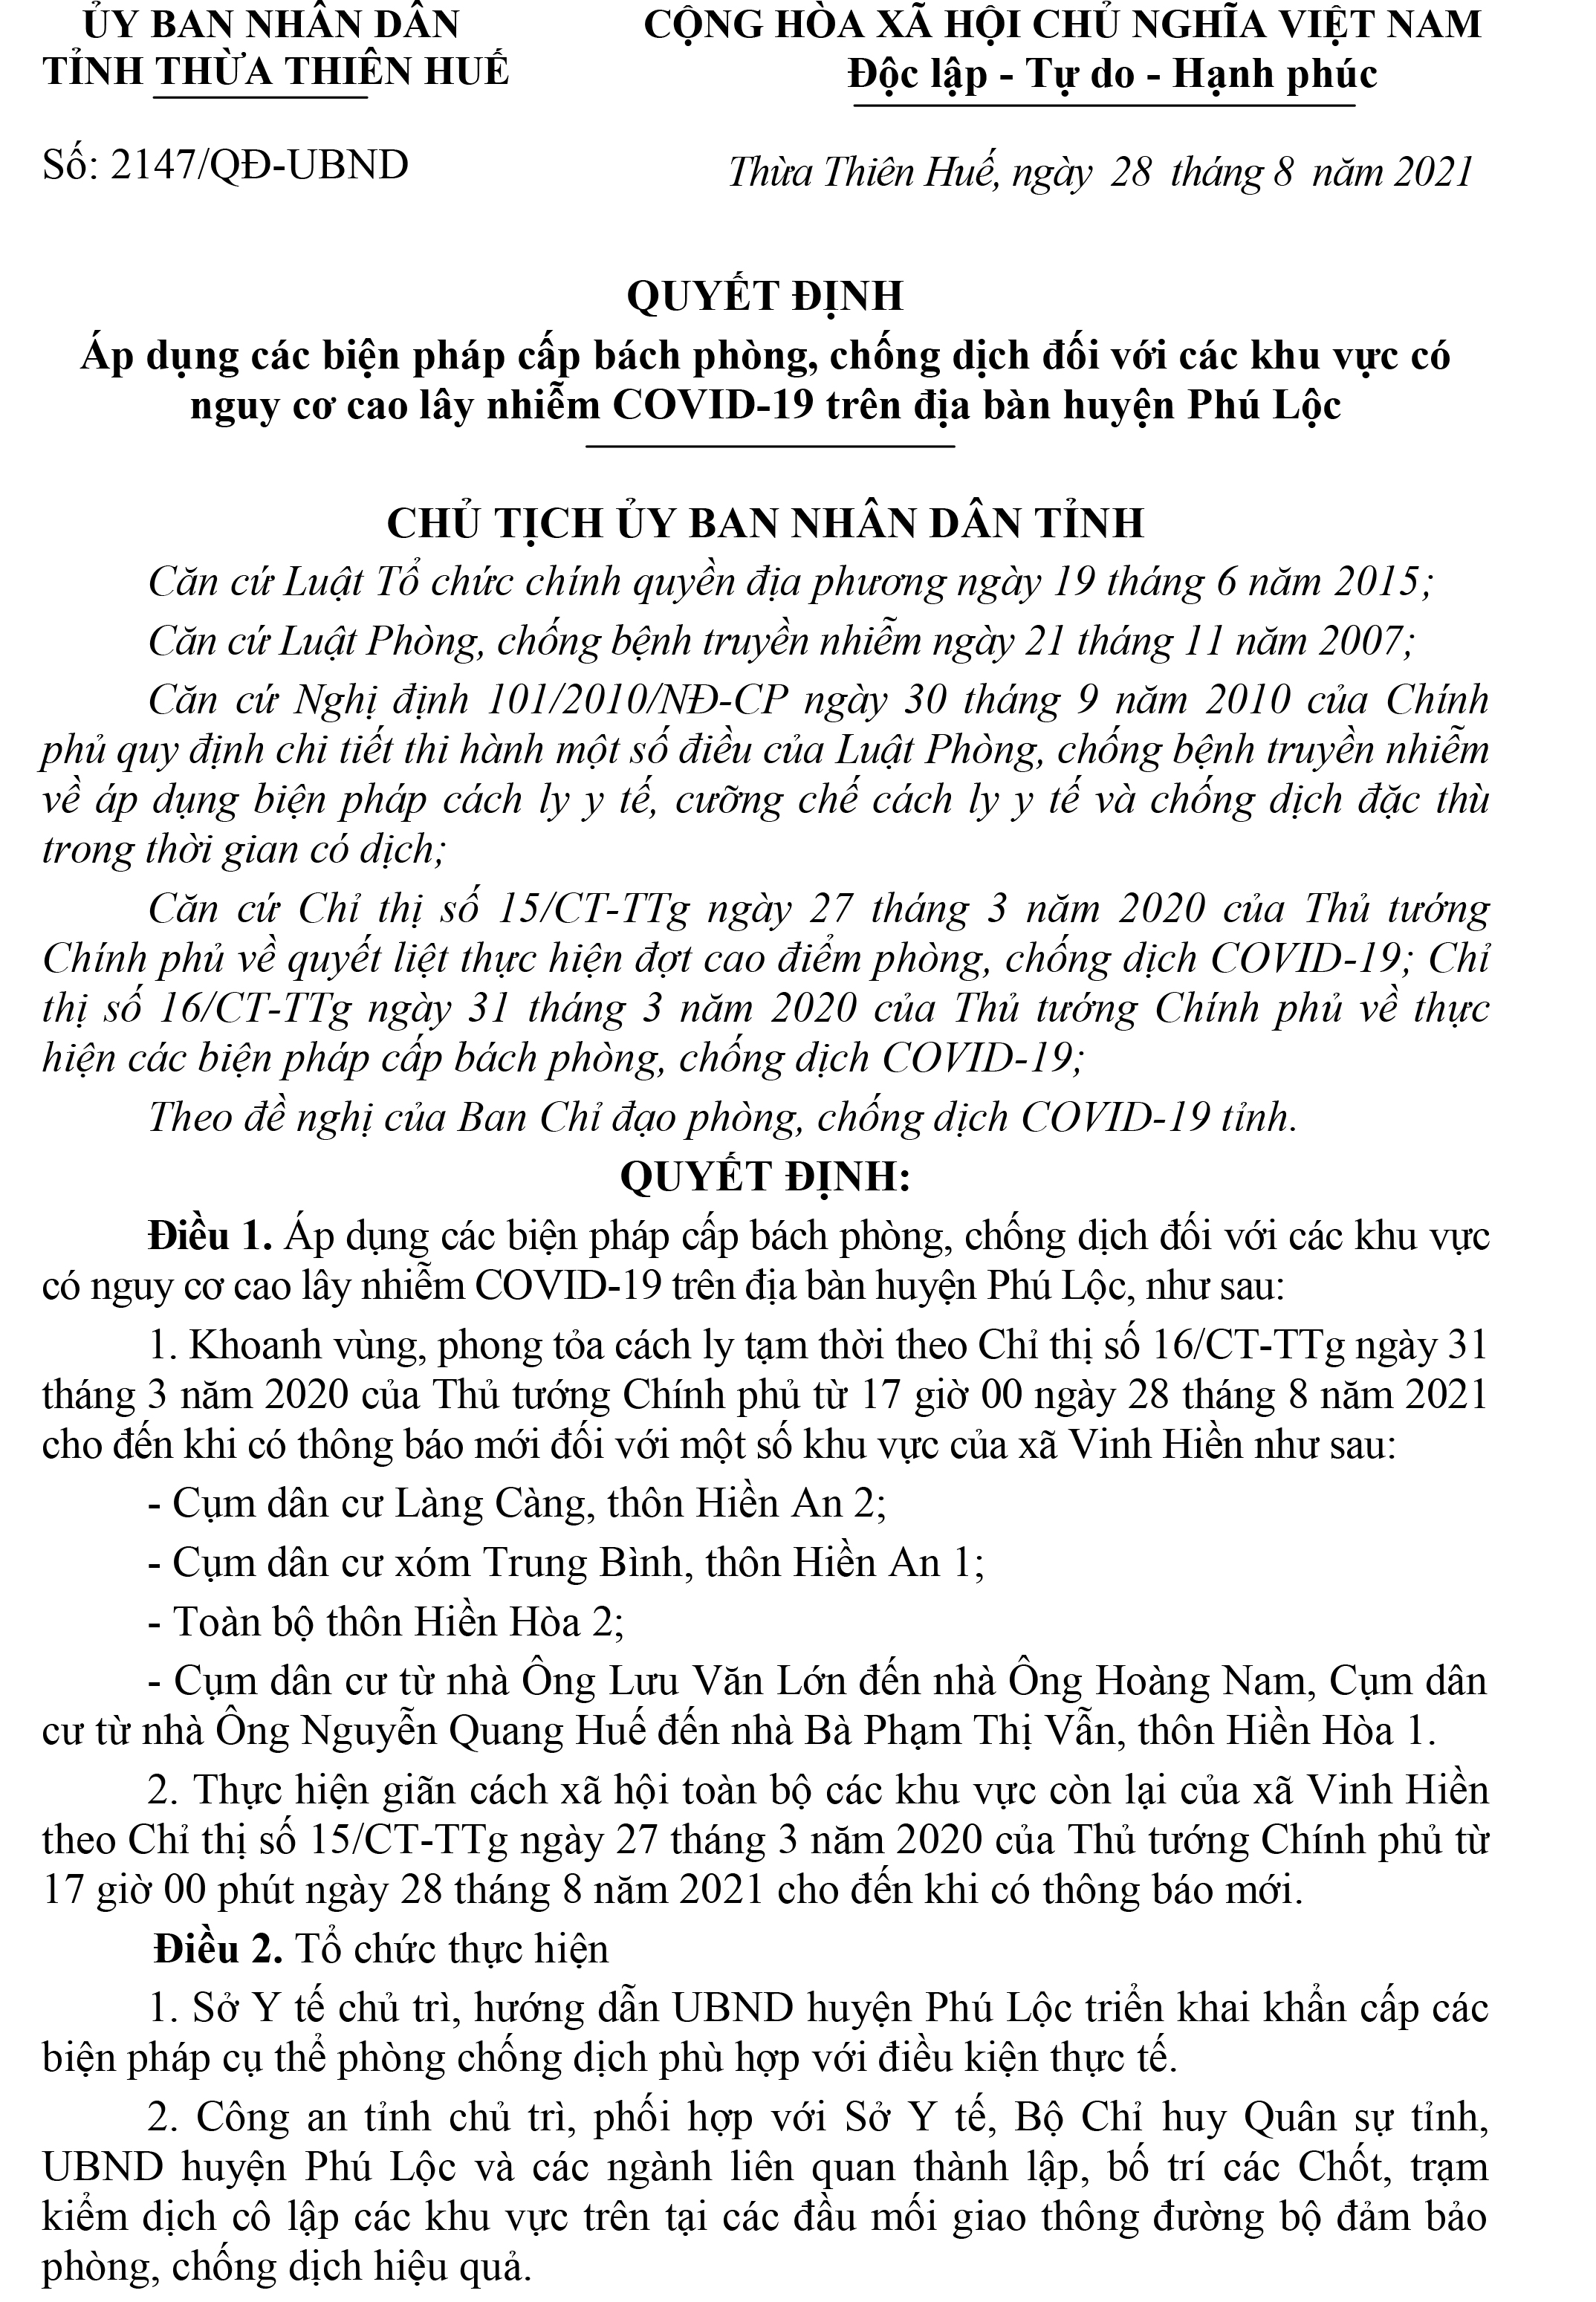 ỦY BAN NHÂN DÂN
TỈNH THỪA THIÊN HUẾ
CỘNG HÒA XÃ HỘI CHỦ NGHĨA VIỆT NAM
Độc lập - Tự do - Hạnh phúc
Số: 2147/QĐ-UBND
Thừa Thiên Huế, ngày 28 tháng 8 năm 2021
QUYẾT ĐỊNH
Áp dụng các biện pháp cấp bách phòng, chống dịch đối với các khu vực có
nguy cơ cao lây nhiễm COVID-19 trên địa bàn huyện Phú Lộc
CHỦ TỊCH ỦY BAN NHÂN DÂN TỈNH
Căn cứ Luật Tổ chức chính quyền địa phương ngày 19 tháng 6 năm 2015;
Căn cứ Luật Phòng, chống bệnh truyền nhiễm ngày 21 tháng 11 năm 2007;
Căn cứ Nghị định 101/2010/NĐ-CP ngày 30 tháng 9 năm 2010 của Chính
phủ quy định chi tiết thi hành một số điều của Luật Phòng, chống bệnh truyền nhiễm
về áp dụng biện pháp cách ly y tế, cưỡng chế cách ly y tế và chống dịch đặc thù
trong thời gian có dịch;
Căn cứ Chỉ thị số 15/CT-TTg ngày 27 tháng 3 năm 2020 của Thủ tướng
Chính phủ về quyết liệt thực hiện đợt cao điểm phòng, chống dịch COVID-19; Chỉ
thị số 16/CT-TTg ngày 31 tháng 3 năm 2020 của Thủ tướng Chính phủ về thực
hiện các biện pháp cấp bách phòng, chống dịch COVID-19;
Theo đề nghị của Ban Chỉ đạo phòng, chống dịch COVID-19 tỉnh.
QUYẾT ĐỊNH:
Điều 1. Áp dụng các biện pháp cấp bách phòng, chống dịch đối với các khu vực
có nguy cơ cao lây nhiễm COVID-19 trên địa bàn huyện Phú Lộc, như sau:
1. Khoanh vùng, phong tỏa cách ly tạm thời theo Chỉ thị số 16/CT-TTg ngày 31
tháng 3 năm 2020 của Thủ tướng Chính phủ từ 17 giờ 00 ngày 28 tháng 8 năm 2021
cho đến khi có thông báo mới đối với một số khu vực của xã Vinh Hiền như sau:
- Cụm dân cư Làng Càng, thôn Hiền An 2;
- Cụm dân cư xóm Trung Bình, thôn Hiền An 1;
- Toàn bộ thôn Hiền Hòa 2;
- Cụm dân cư từ nhà Ông Lưu Văn Lớn đến nhà Ông Hoàng Nam, Cụm dân
cư từ nhà Ông Nguyễn Quang Huế đến nhà Bà Phạm Thị Vẫn, thôn Hiền Hòa 1.
2. Thực hiện giãn cách xã hội toàn bộ các khu vực còn lại của xã Vinh Hiền
theo Chỉ thị số 15/CT-TTg ngày 27 tháng 3 năm 2020 của Thủ tướng Chính phủ từ
17 giờ 00 phút ngày 28 tháng 8 năm 2021 cho đến khi có thông báo mới.
Điều 2. Tổ chức thực hiện
1. Sở Y tế chủ trì, hướng dẫn UBND huyện Phú Lộc triển khai khẩn cấp các
biện pháp cụ thể phòng chống dịch phù hợp với điều kiện thực tế.
2. Công an tỉnh chủ trì, phối hợp với Sở Y tế, Bộ Chỉ huy Quân sự tỉnh,
UBND huyện Phú Lộc và các ngành liên quan thành lập, bố trí các Chốt, trạm
kiểm dịch cô lập các khu vực trên tại các đầu mối giao thông đường bộ đảm bảo
phòng, chống dịch hiệu quả.